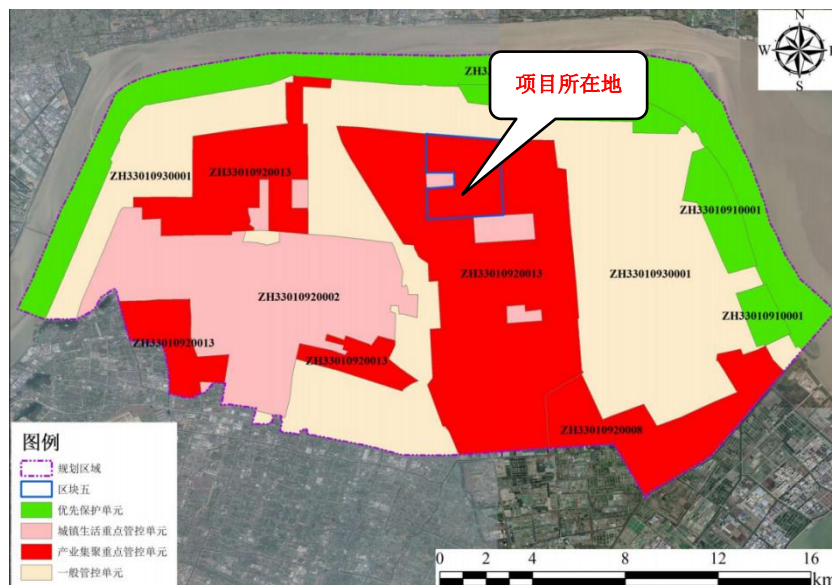 N
W
E
S
ZH3
项目所在地
ZH33010930001
ZH33010920013
ZH33010910001
ZH33010920013
ZH33010930001
ZH33010920002
ZH33010910001
ZH33010920013
ZH33010920013
ZH33010920008
图例
规划区域
区块五
优先保护单元
城镇生活重点管控单元
产业集聚重点管控单元
一般管控单元
0 2 4 8 12 16
km